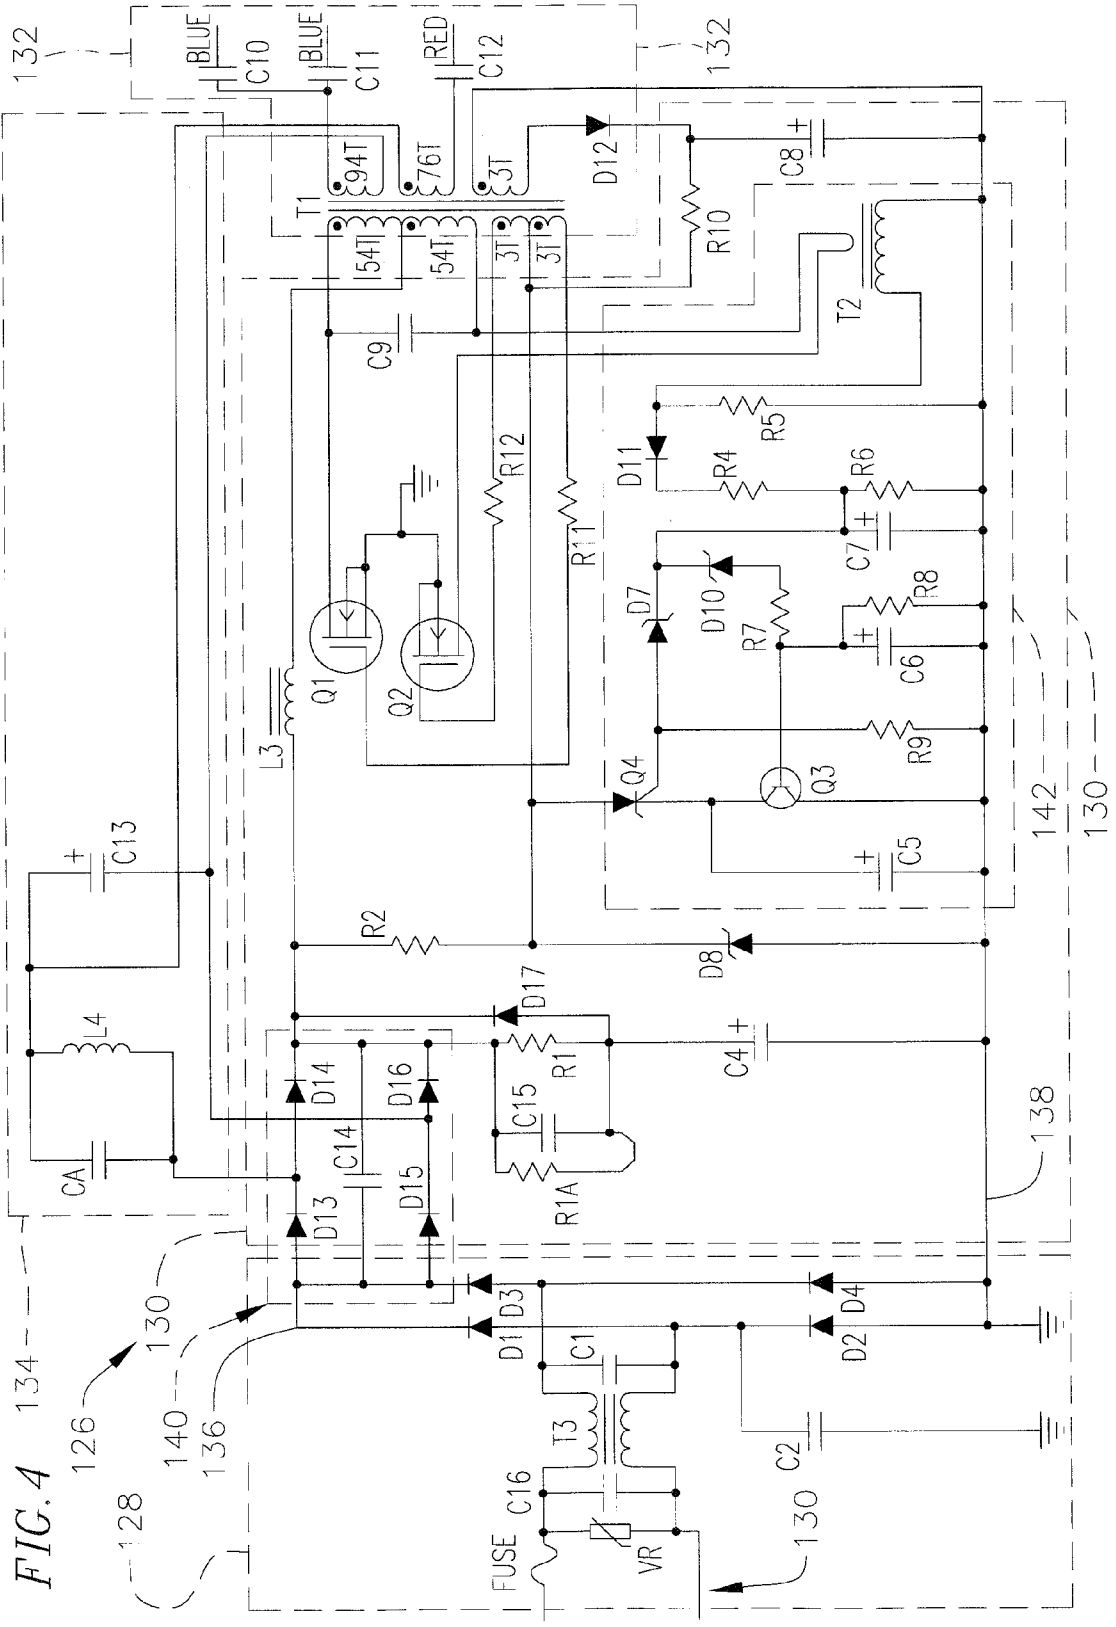 FIG. 4
134
132
128
126
130
140
136
CA
L4
C13
BLUE
C10
BLUE
C11
L3
T1
D13
D14
Q1
C14
R2
94T
54T
C9
D15
D16
Q2
76T
54T
RED
C12
FUSE
C16
D3
D1
C15
R12
3T
3T
T3
D17
R1A
R1
R11
3T
C1
D12
VR
Q4
D7
D11
132
D8
D10
R4
R10
C4
R7
R5
C2
130
C8
D4
D2
Q3
C7
R6
T2
C5
R9
C6
R8
138
142
130